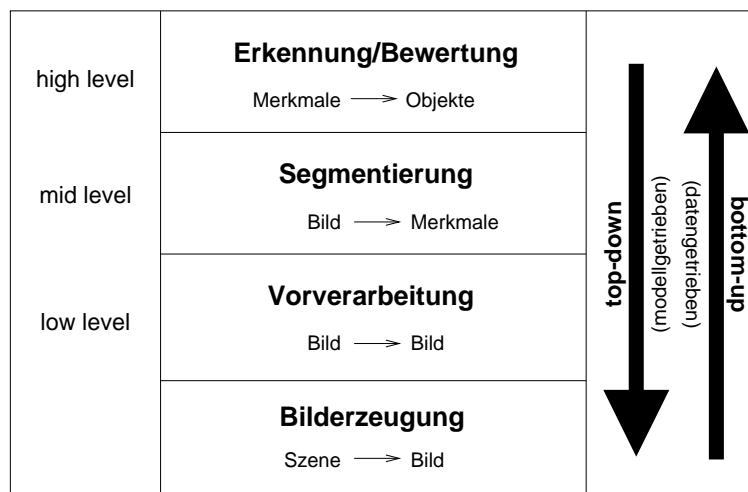 Erkennung/Bewertung
high level
Merkmale → Objekte
Segmentierung
mid level
Bild → Merkmale
Vorverarbeitung
low level
Bild → Bild
Bilderzeugung
Szene → Bild
top-down
(modellgetrieben)
(datengetrieben)
bottom-up